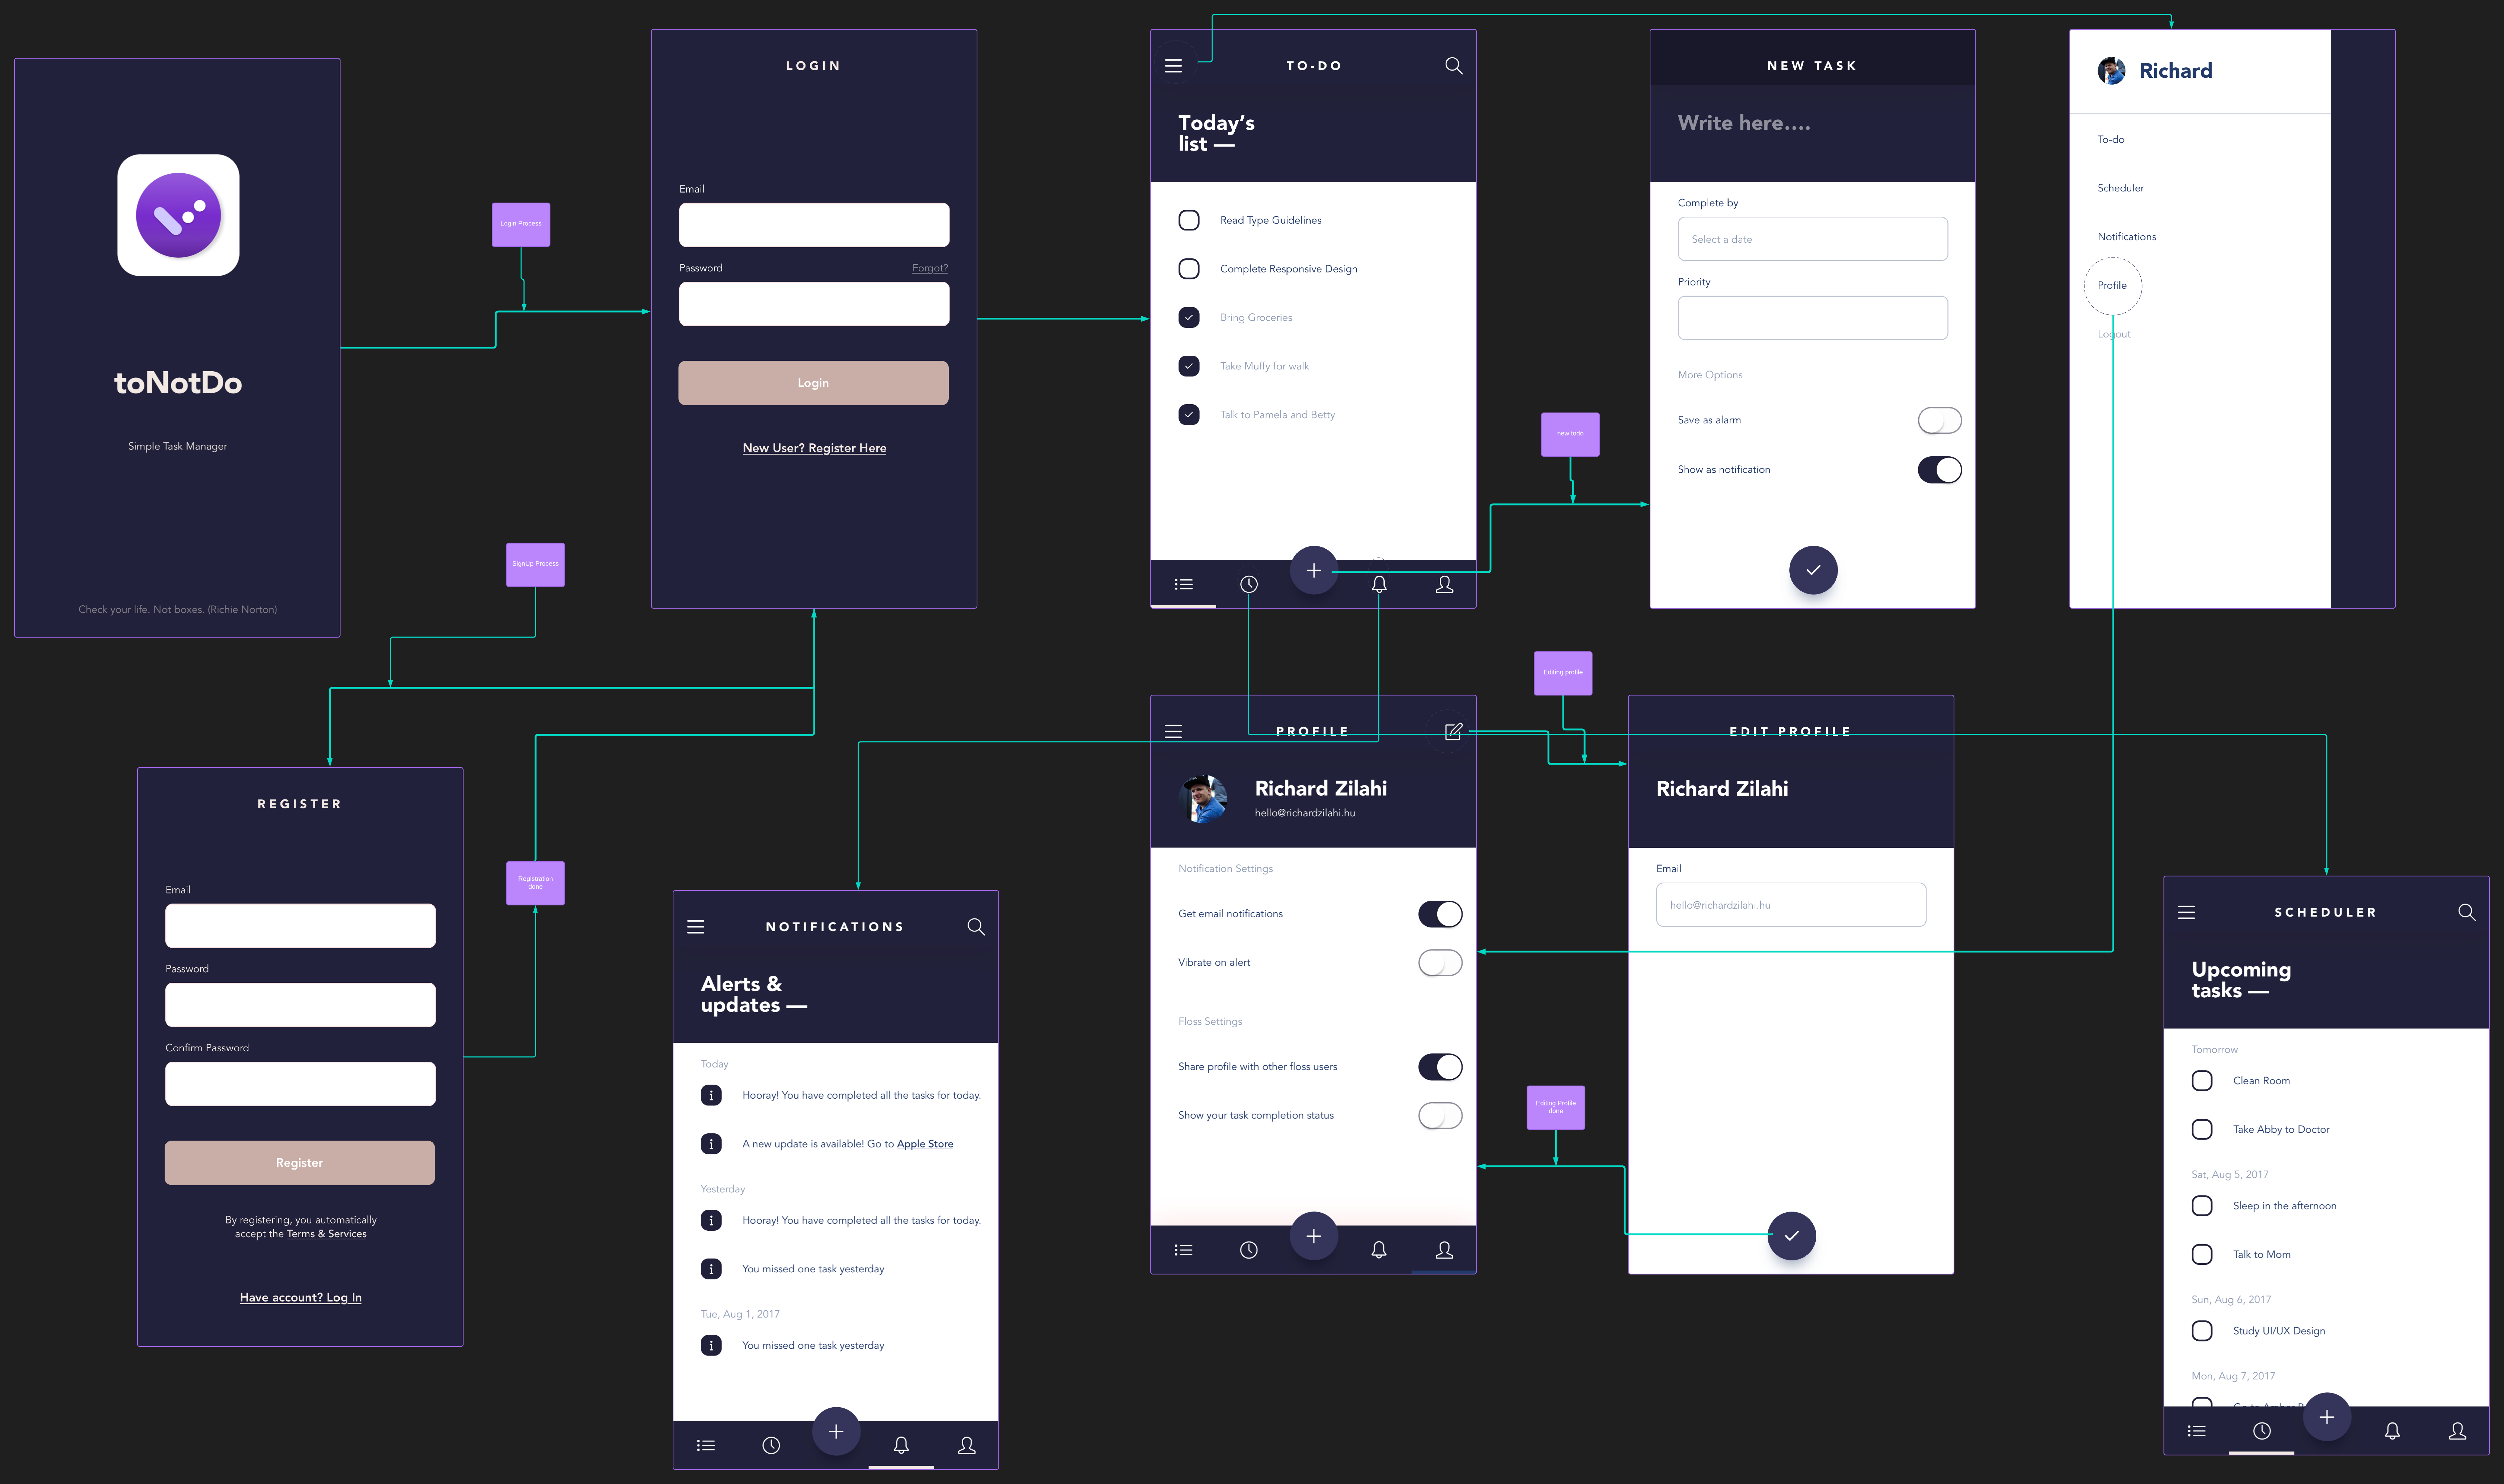 toNotDo
Simple Task Manager
Check your life. Not boxes. (Richie Norton)
Login Process
LOGIN
Email
Password
Forgot?
Login
New User? Register Here
TO-DO
Today’s
list —
Read Type Guidelines
Complete Responsive Design
Bring Groceries
Take Muffy for walk
Talk to Pamela and Betty
new todo
NEW TASK
Write here....
Complete by
Select a date
Priority
More Options
Save as alarm
Show as notification
Richard
To-do
Scheduler
Notifications
Profile
Logout
SignUp Process
REGISTER
Email
Password
Confirm Password
Register
By registering, you automatically
accept the Terms & Services
Have account? Log In
Registration
done
NOTIFICATIONS
Alerts &
updates —
Today
Hooray! You have completed all the tasks for today.
A new update is available! Go to Apple Store
Yesterday
Hooray! You have completed all the tasks for today.
You missed one task yesterday
Tue, Aug 1, 2017
You missed one task yesterday
PROFILE
Richard Zilahi
hello@richardzilahi.hu
Notification Settings
Get email notifications
Vibrate on alert
Floss Settings
Share profile with other floss users
Show your task completion status
Editing profile
EDIT PROFILE
Richard Zilahi
Email
hello@richardzilahi.hu
Editing Profile
done
SCHEDULER
Upcoming
tasks —
Tomorrow
Clean Room
Take Abby to Doctor
Sat, Aug 5, 2017
Sleep in the afternoon
Talk to Mom
Sun, Aug 6, 2017
Study UI/UX Design
Mon, Aug 7, 2017